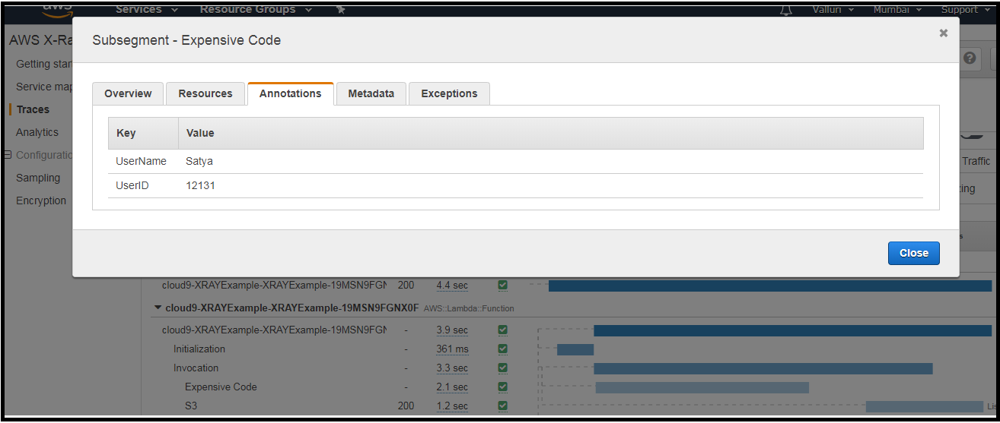 aws Services Resource Groups Valluri Mumbai Support
Subsegment - Expensive Code
AWS X-Ra
Getting star
Service map
Traces
Analytics
Configuratio
Sampling
Encryption
Overview Resources Annotations Metadata Exceptions
Key Value
UserName Satya
UserID 12131
Traffic
zing
s
Close
cloud9-XRAYExample-XRAYExample-19MSN9FGN 200 4.4 sec
cloud9-XRAYExample-XRAYExample-19MSN9FGNX0F AWS::Lambda::Function
cloud9-XRAYExample-XRAYExample-19MSN9FGN - 3.9 sec
Initialization - 361 ms
Invocation - 3.3 sec
Expensive Code - 2.1 sec
S3 200 1.2 sec Lis